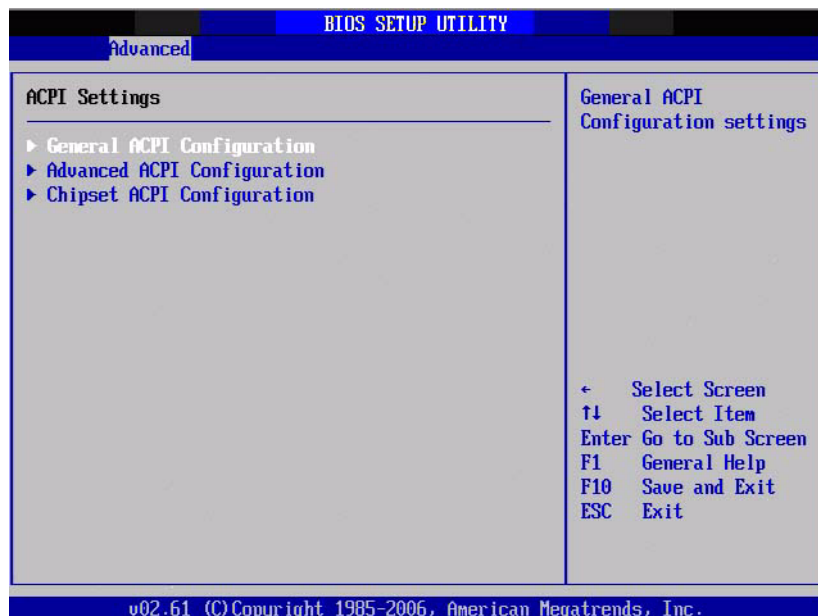 BIOS SETUP UTILITY
Advanced
ACPI Settings
▶ General ACPI Configuration
▶ Advanced ACPI Configuration
▶ Chipset ACPI Configuration
General ACPI
Configuration settings
← Select Screen
↑↓ Select Item
Enter Go to Sub Screen
F1 General Help
F10 Save and Exit
ESC Exit
v02.61 (C)Copyright 1985-2006, American Megatrends, Inc.